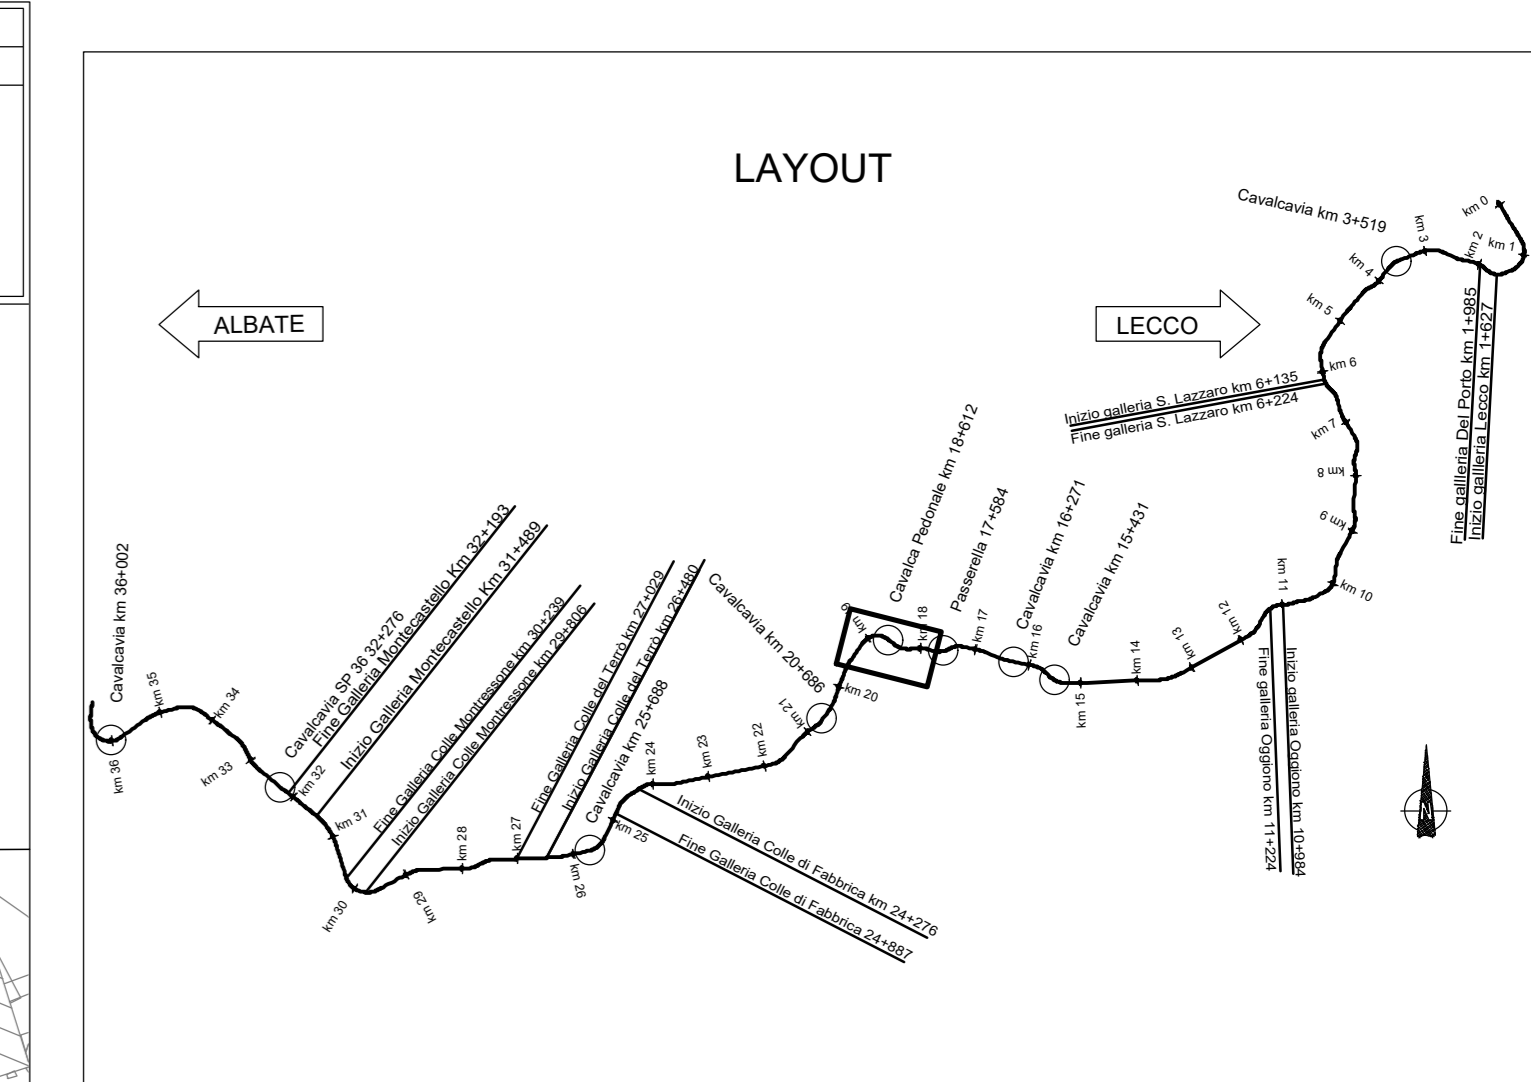 LAYOUT
ALBATE
LECCO
km 0
km 1
km 2
km 3
Cavalcavia km 3+519
km 4
km 5
km 6
Fine gallleria Del Porto km 1+985
Inizio gallleria Lecco km 1+627
Inizio galleria S. Lazzaro km 6+135
Fine galleria S. Lazzaro km 6+224
km 7
km 8
km 9
km 10
km 11
Inizio galleria Oggiono km 10+984
Fine galleria Oggiono km 11+224
km 12
km 13
km 14
km 15
Cavalcavia km 15+431
km 16
Cavalcavia km 16+271
km 17
Passerella 17+584
km 18
Cavalca Pedonale km 18+612
km 20
Cavalcavia km 20+686
km 21
km 22
km 23
km 24
Inizio Galleria Colle di Fabbrica km 24+276
Fine Galleria Colle di Fabbrica 24+887
km 25
Cavalcavia km 25+688
km 26
Inizio Galleria Colle del Terrò km 26+480
Fine Galleria Colle del Terrò km 27+029
km 27
km 28
km 29
Inizio Galleria Colle Montressone km 29+806
Fine Galleria Colle Montressone km 30+239
km 30
km 31
Inizio Galleria Montecastello Km 31+489
Fine Galleria Montecastello Km 32+193
Cavalcavia SP 36 32+276
km 32
km 33
km 34
km 35
Cavalcavia km 36+002
km 36
N